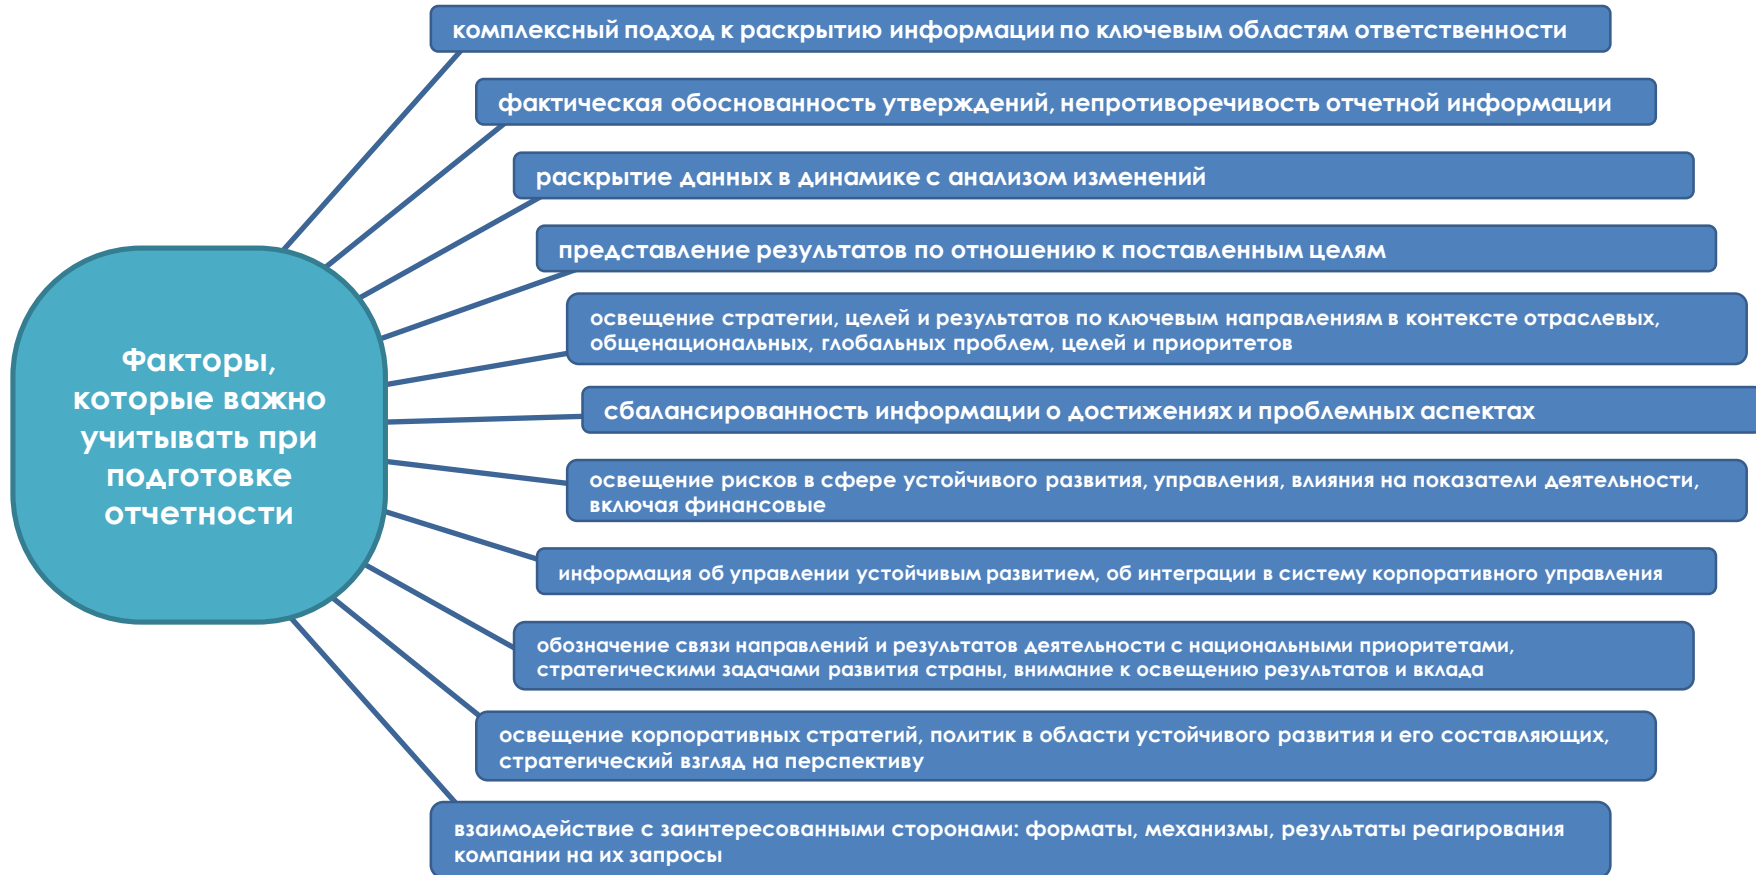 комплексный подход к раскрытию информации по ключевым областям ответственности
фактическая обоснованность утверждений, непротиворечивость отчетной информации
раскрытие данных в динамике с анализом изменений
представление результатов по отношению к поставленным целям
освещение стратегии, целей и результатов по ключевым направлениям в контексте отраслевых,
общенациональных, глобальных проблем, целей и приоритетов
Факторы,
которые важно
учитывать при
подготовке
отчетности
сбалансированность информации о достижениях и проблемных аспектах
освещение рисков в сфере устойчивого развития, управления, влияния на показатели деятельности,
включая финансовые
информация об управлении устойчивым развитием, об интеграции в систему корпоративного управления
обозначение связи направлений и результатов деятельности с национальными приоритетами,
стратегическими задачами развития страны, внимание к освещению результатов и вклада
освещение корпоративных стратегий, политик в области устойчивого развития и его составляющих,
стратегический взгляд на перспективу
взаимодействие с заинтересованными сторонами: форматы, механизмы, результаты реагирования
компании на их запросы